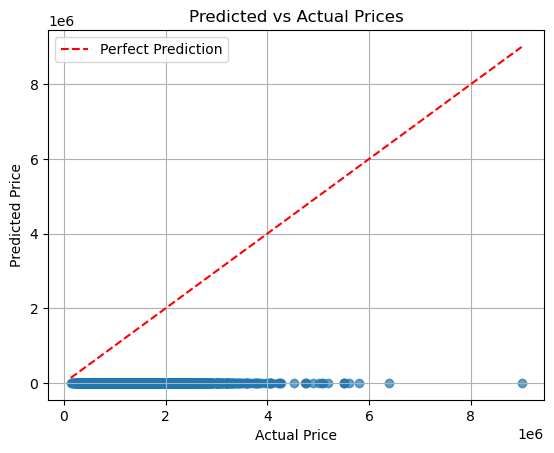 Predicted vs Actual Prices
1e6
Perfect Prediction
8
6
4
2
0
Predicted Price
0 2 4 6 8
1e6
Actual Price